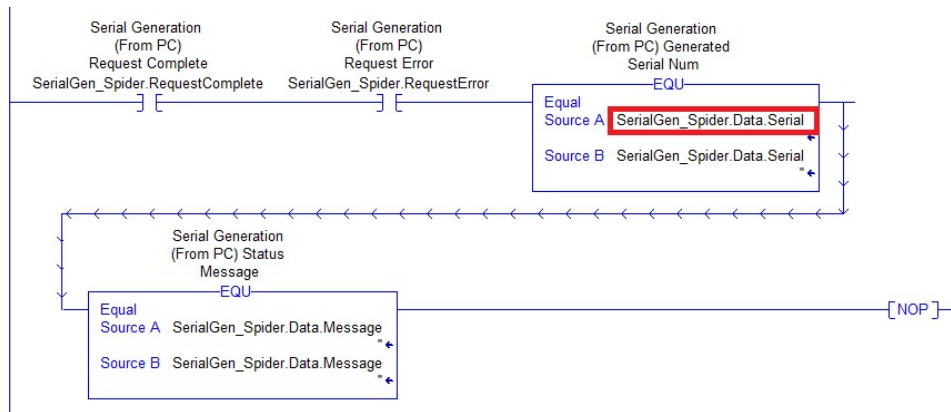 Serial Generation
(From PC)
Request Complete
SerialGen_Spider.RequestComplete
Serial Generation
(From PC)
Request Error
SerialGen_Spider.RequestError
Serial Generation
(From PC) Generated
Serial Num
EQU
Equal
Source A SerialGen_Spider.Data.Serial
''
Source B SerialGen_Spider.Data.Serial
''
Serial Generation
(From PC) Status
Message
EQU
Equal
Source A SerialGen_Spider.Data.Message
''
Source B SerialGen_Spider.Data.Message
''
NOP